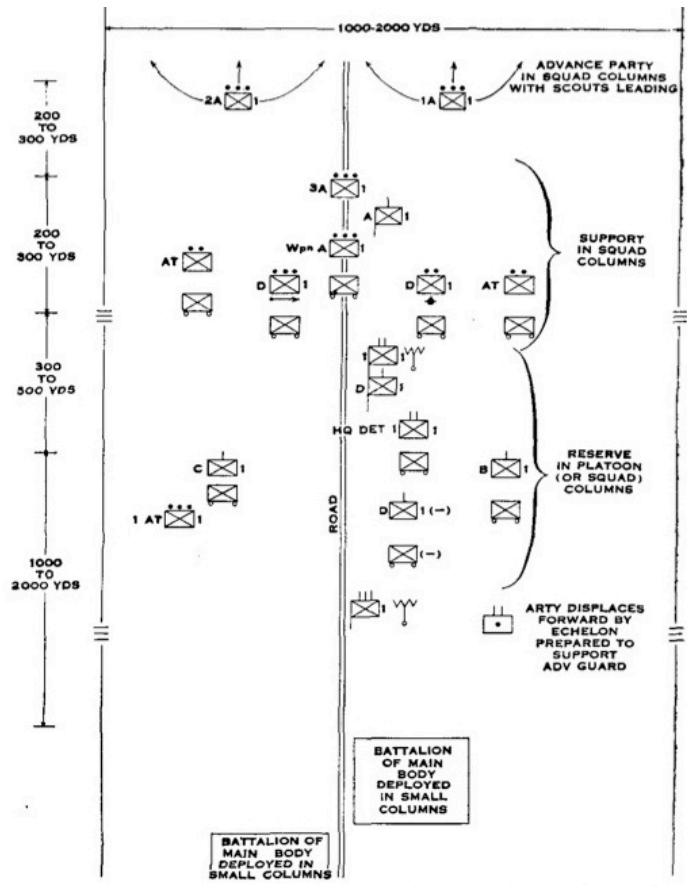 1000-2000 YDS
ADVANCE PARTY
IN SQUAD COLUMNS
WITH SCOUTS LEADING
2A 1
1A 1
200
TO
300 YDS
3A 1
A 1
200
TO
300 YDS
Wpn A 1
AT
D 1
D 1
AT
SUPPORT
IN SQUAD
COLUMNS
1 1
D 1
300
TO
500 YDS
HQ DET 1 1
C 1
B 1
RESERVE
IN PLATOON
(OR SQUAD)
COLUMNS
1 AT 1
D 1 (-)
(-)
ROAD
1000
TO
2000 YDS
1
ARTY DISPLACES
FORWARD BY
ECHELON
PREPARED TO
SUPPORT
ADV GUARD
BATTALION
OF MAIN
BODY
DEPLOYED
IN SMALL
COLUMNS
BATTALION OF
MAIN BODY
DEPLOYED IN
SMALL COLUMNS